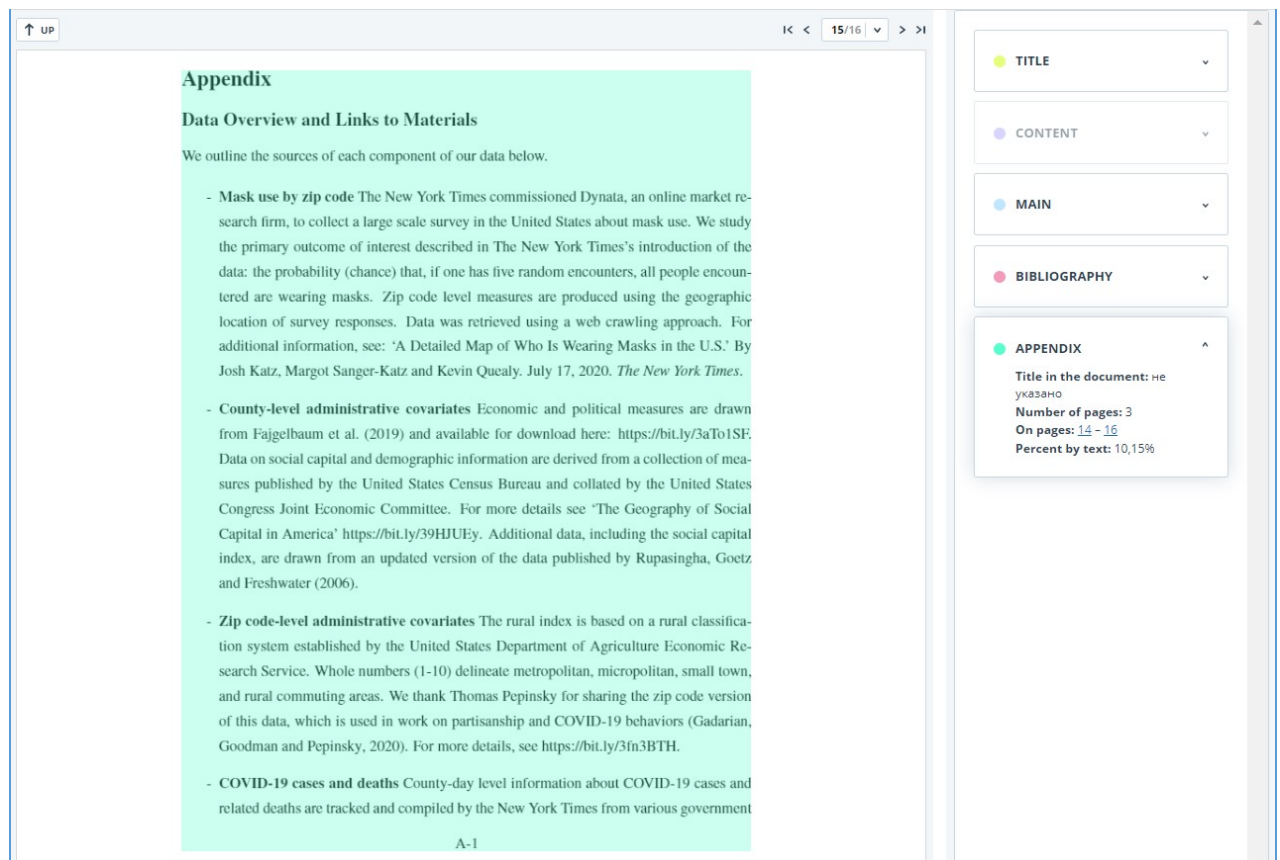 ↑ UP
15/16
Appendix
Data Overview and Links to Materials
We outline the sources of each component of our data below.
- Mask use by zip code The New York Times commissioned Dynata, an online market re-
search firm, to collect a large scale survey in the United States about mask use. We study
the primary outcome of interest described in The New York Times's introduction of the
data: the probability (chance) that, if one has five random encounters, all people encoun-
tered are wearing masks. Zip code level measures are produced using the geographic
location of survey responses. Data was retrieved using a web crawling approach. For
additional information, see: 'A Detailed Map of Who Is Wearing Masks in the U.S.' By
Josh Katz, Margot Sanger-Katz and Kevin Quealy. July 17, 2020. The New York Times.
- County-level administrative covariates Economic and political measures are drawn
from Fajgelbaum et al. (2019) and available for download here: https://bit.ly/3aTo1SF.
Data on social capital and demographic information are derived from a collection of mea-
sures published by the United States Census Bureau and collated by the United States
Congress Joint Economic Committee. For more details see 'The Geography of Social
Capital in America' https://bit.ly/39HJUEy. Additional data, including the social capital
index, are drawn from an updated version of the data published by Rupasingha, Goetz
and Freshwater (2006).
- Zip code-level administrative covariates The rural index is based on a rural classifica-
tion system established by the United States Department of Agriculture Economic Re-
search Service. Whole numbers (1-10) delineate metropolitan, micropolitan, small town,
and rural commuting areas. We thank Thomas Pepinsky for sharing the zip code version
of this data, which is used in work on partisanship and COVID-19 behaviors (Gadarian,
Goodman and Pepinsky, 2020). For more details, see https://bit.ly/3fn3BTH.
- COVID-19 cases and deaths County-day level information about COVID-19 cases and
related deaths are tracked and compiled by the New York Times from various government
A-1
TITLE
CONTENT
MAIN
BIBLIOGRAPHY
APPENDIX
Title in the document: не
указано
Number of pages: 3
On pages: 14 – 16
Percent by text: 10,15%